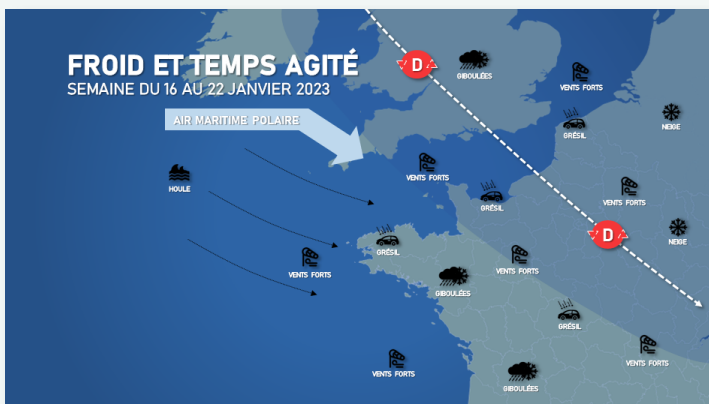 FROID ET TEMPS AGITÉ
SEMAINE DU 16 AU 22 JANVIER 2023
AIR MARITIME POLAIRE
D
GIBOULÉES
VENTS FORTS
NEIGE
GRÉSIL
VENTS FORTS
HOULE
VENTS FORTS
GRÉSIL
D
NEIGE
GRÉSIL
VENTS FORTS
VENTS FORTS
GIBOULÉES
GRÉSIL
VENTS FORTS
VENTS FORTS
GIBOULÉES